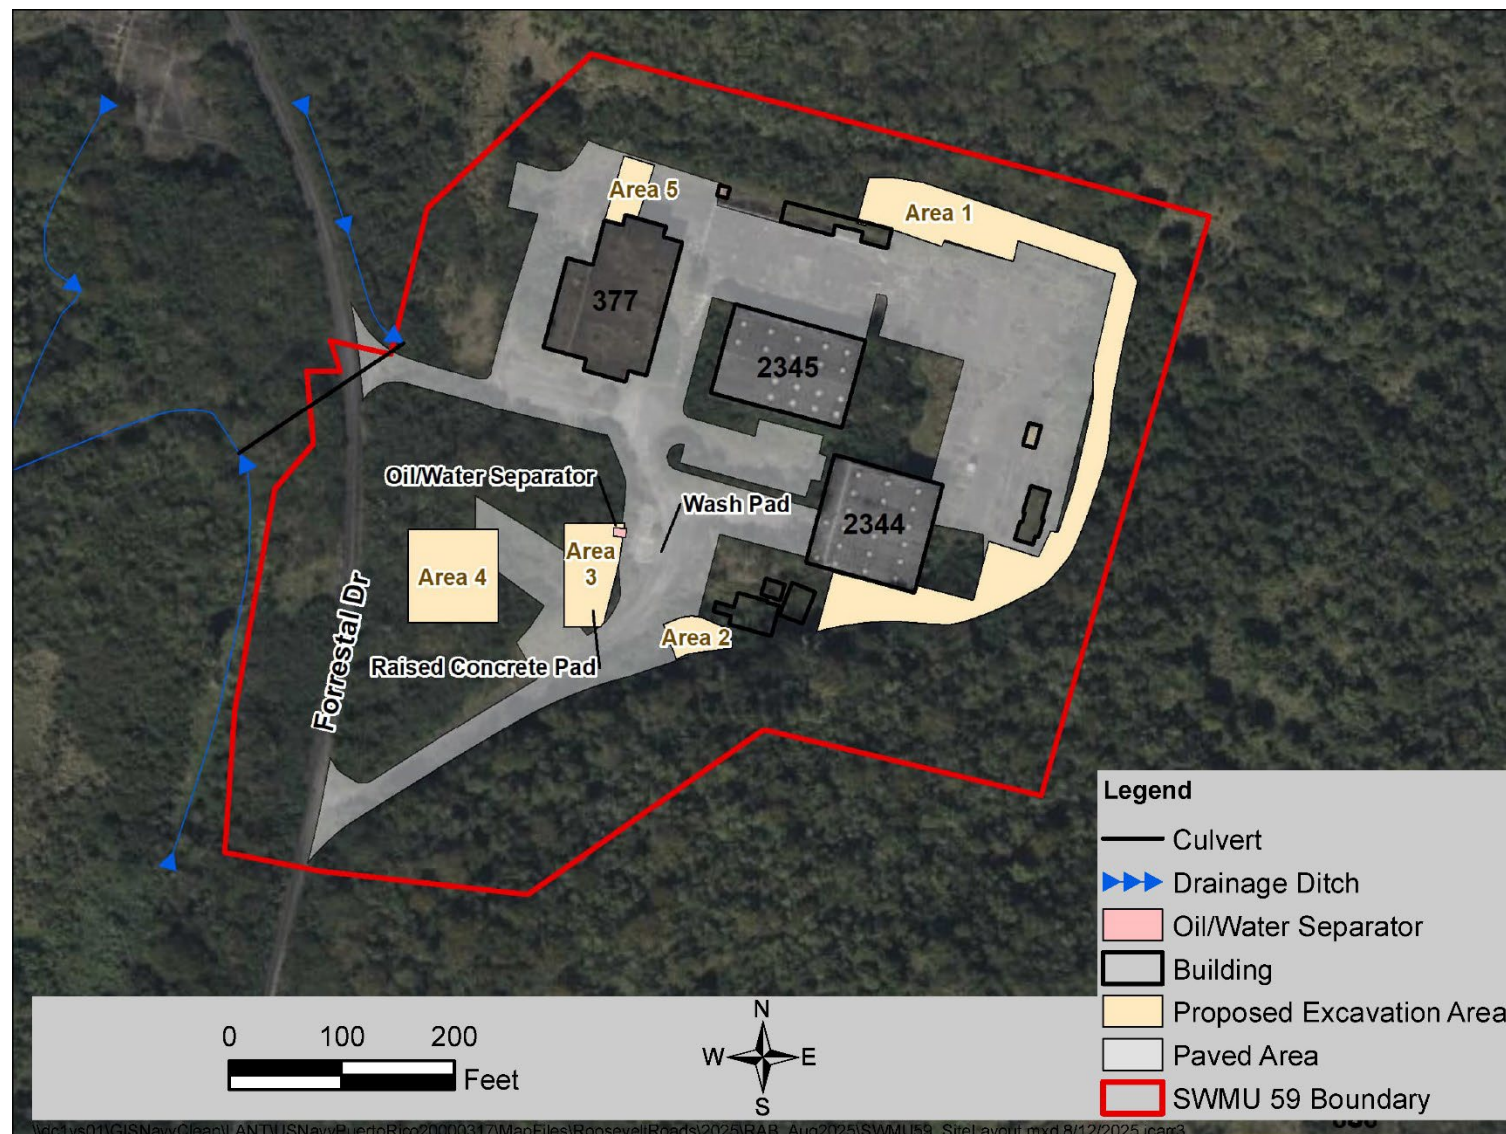 Area 5
Area 1
377
2345
Oil/Water Separator
Wash Pad
2344
Area
3
Area 4
Area 2
Raised Concrete Pad
Forrestal Dr
Legend
Culvert
Drainage Ditch
Oil/Water Separator
Building
Proposed Excavation Area
Paved Area
SWMU 59 Boundary
0 100 200
Feet
N
W E
S